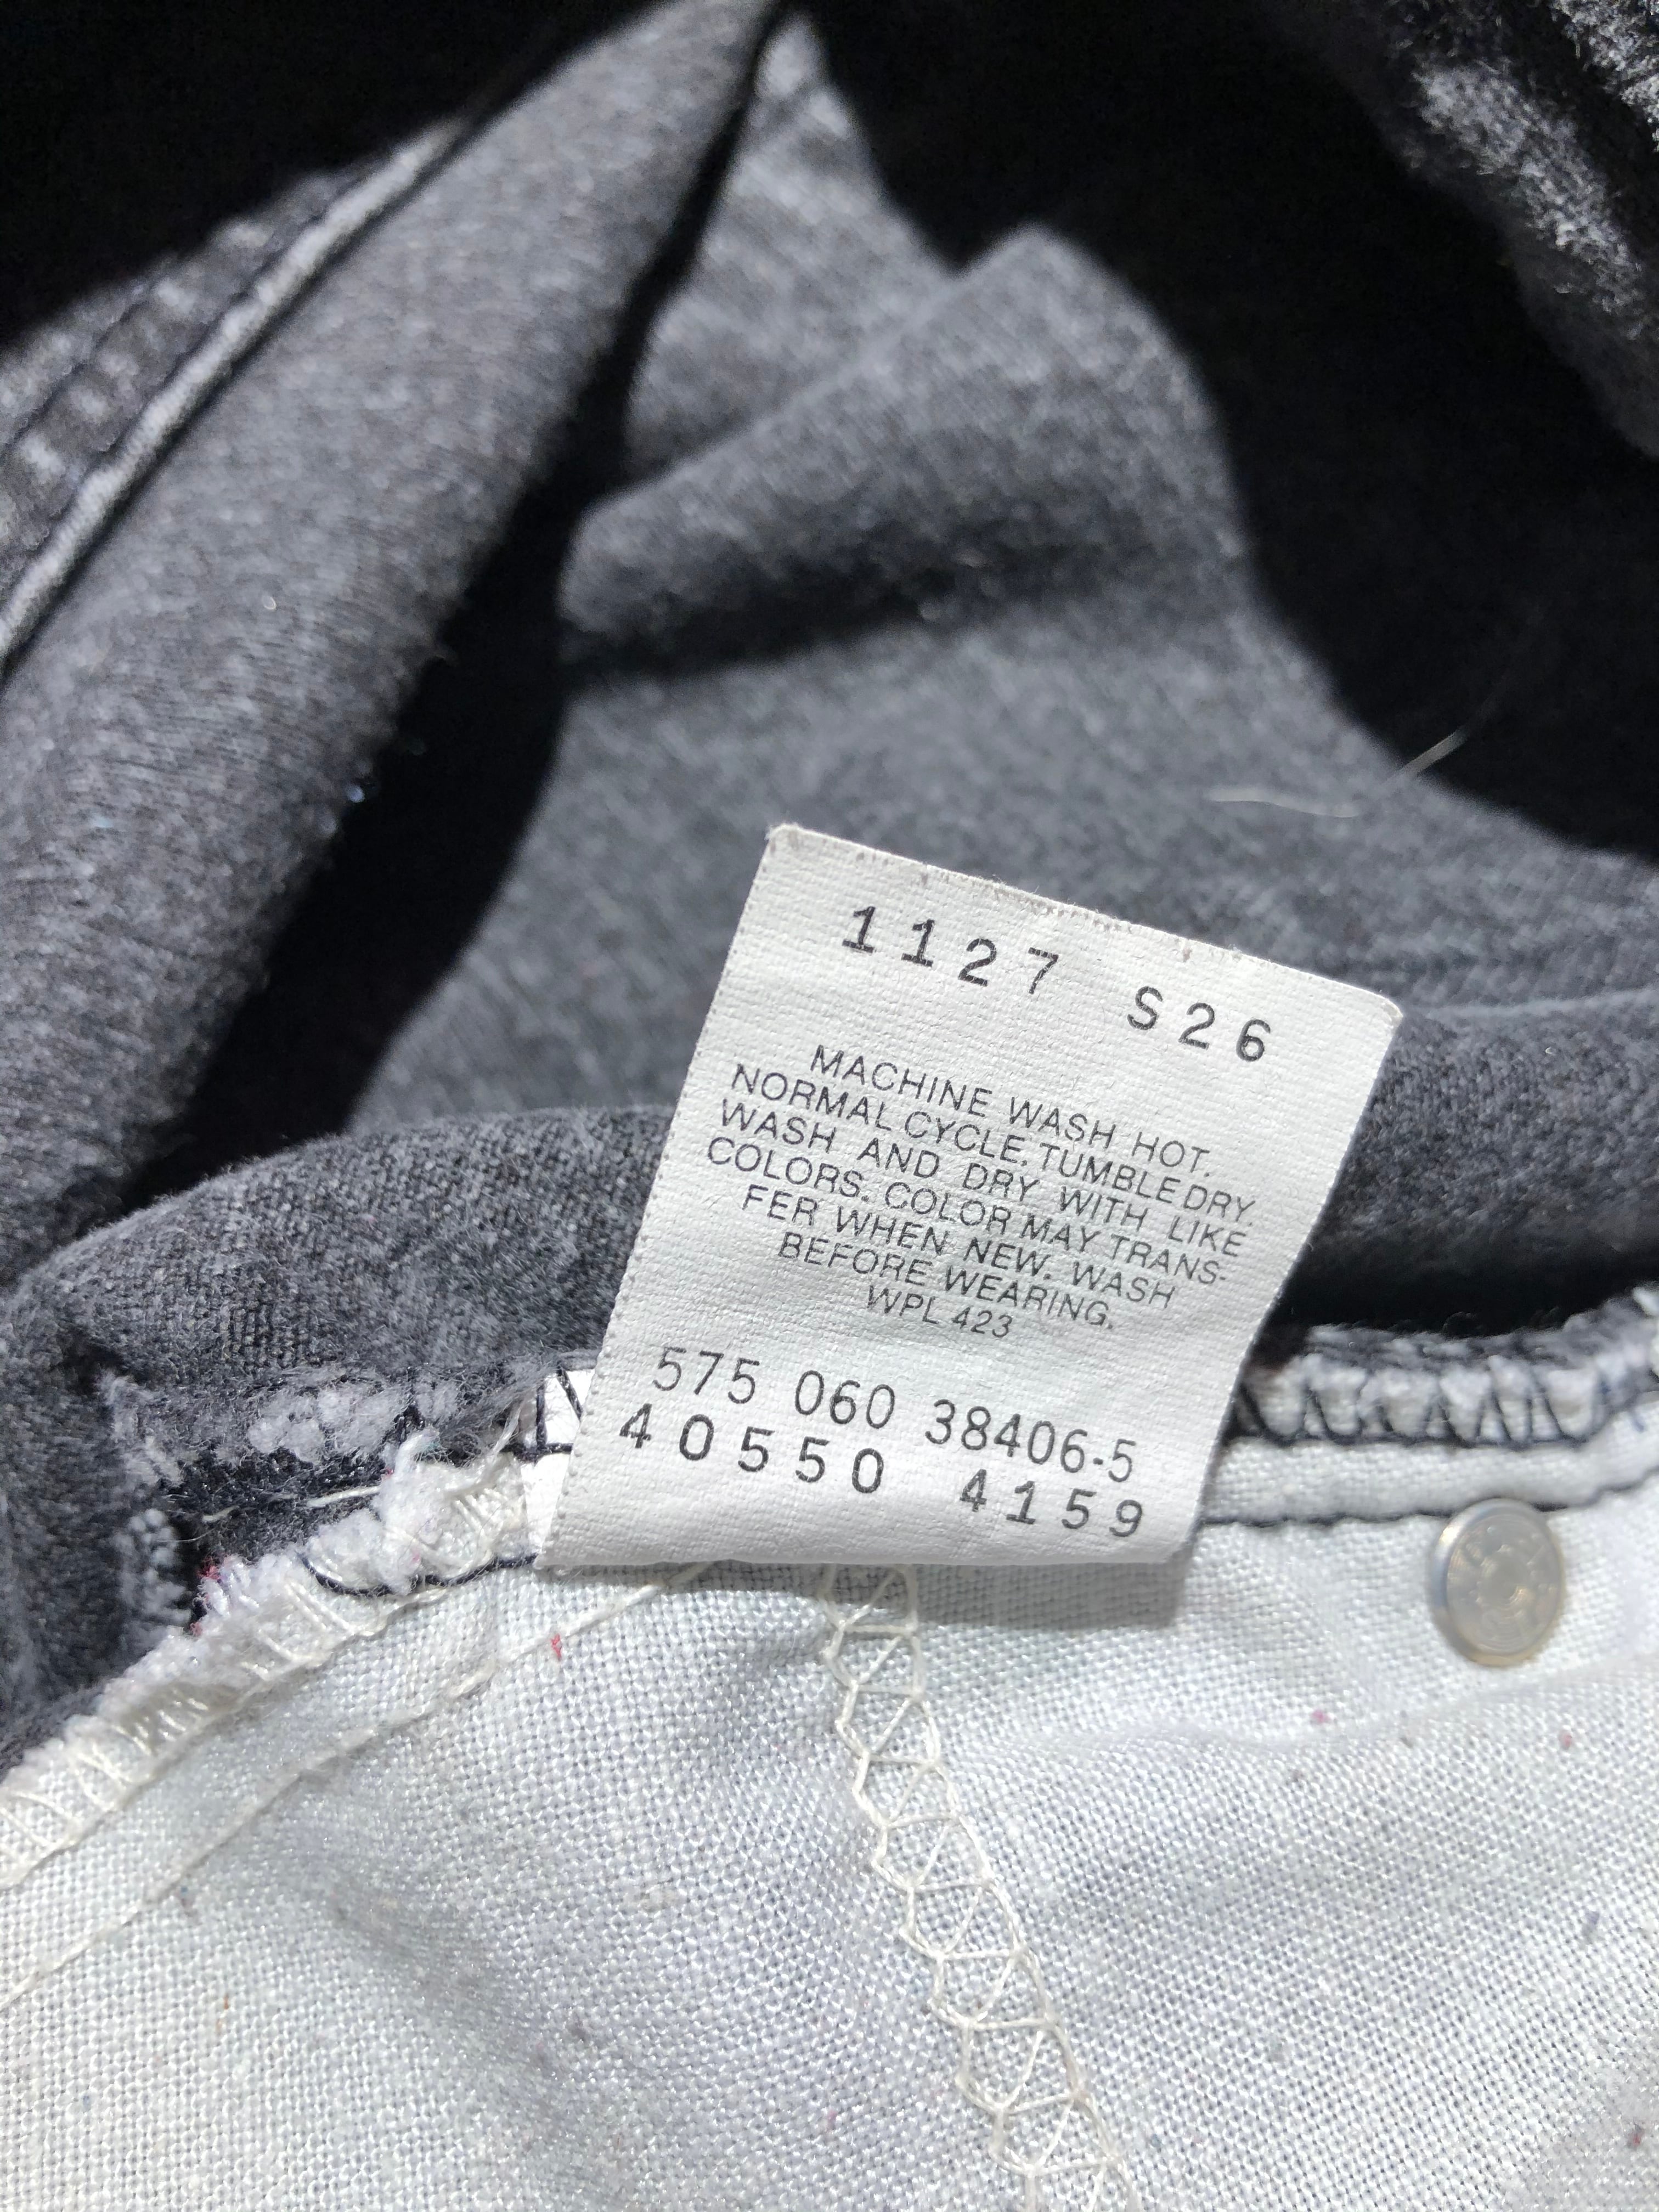 1127 S26
MACHINE WASH HOT.
NORMAL CYCLE. TUMBLE DRY.
WASH AND DRY WITH LIKE
COLORS. COLOR MAY TRANS-
FER WHEN NEW. WASH
BEFORE WEARING.
WPL 423
575 060 38406-5
40550 4159